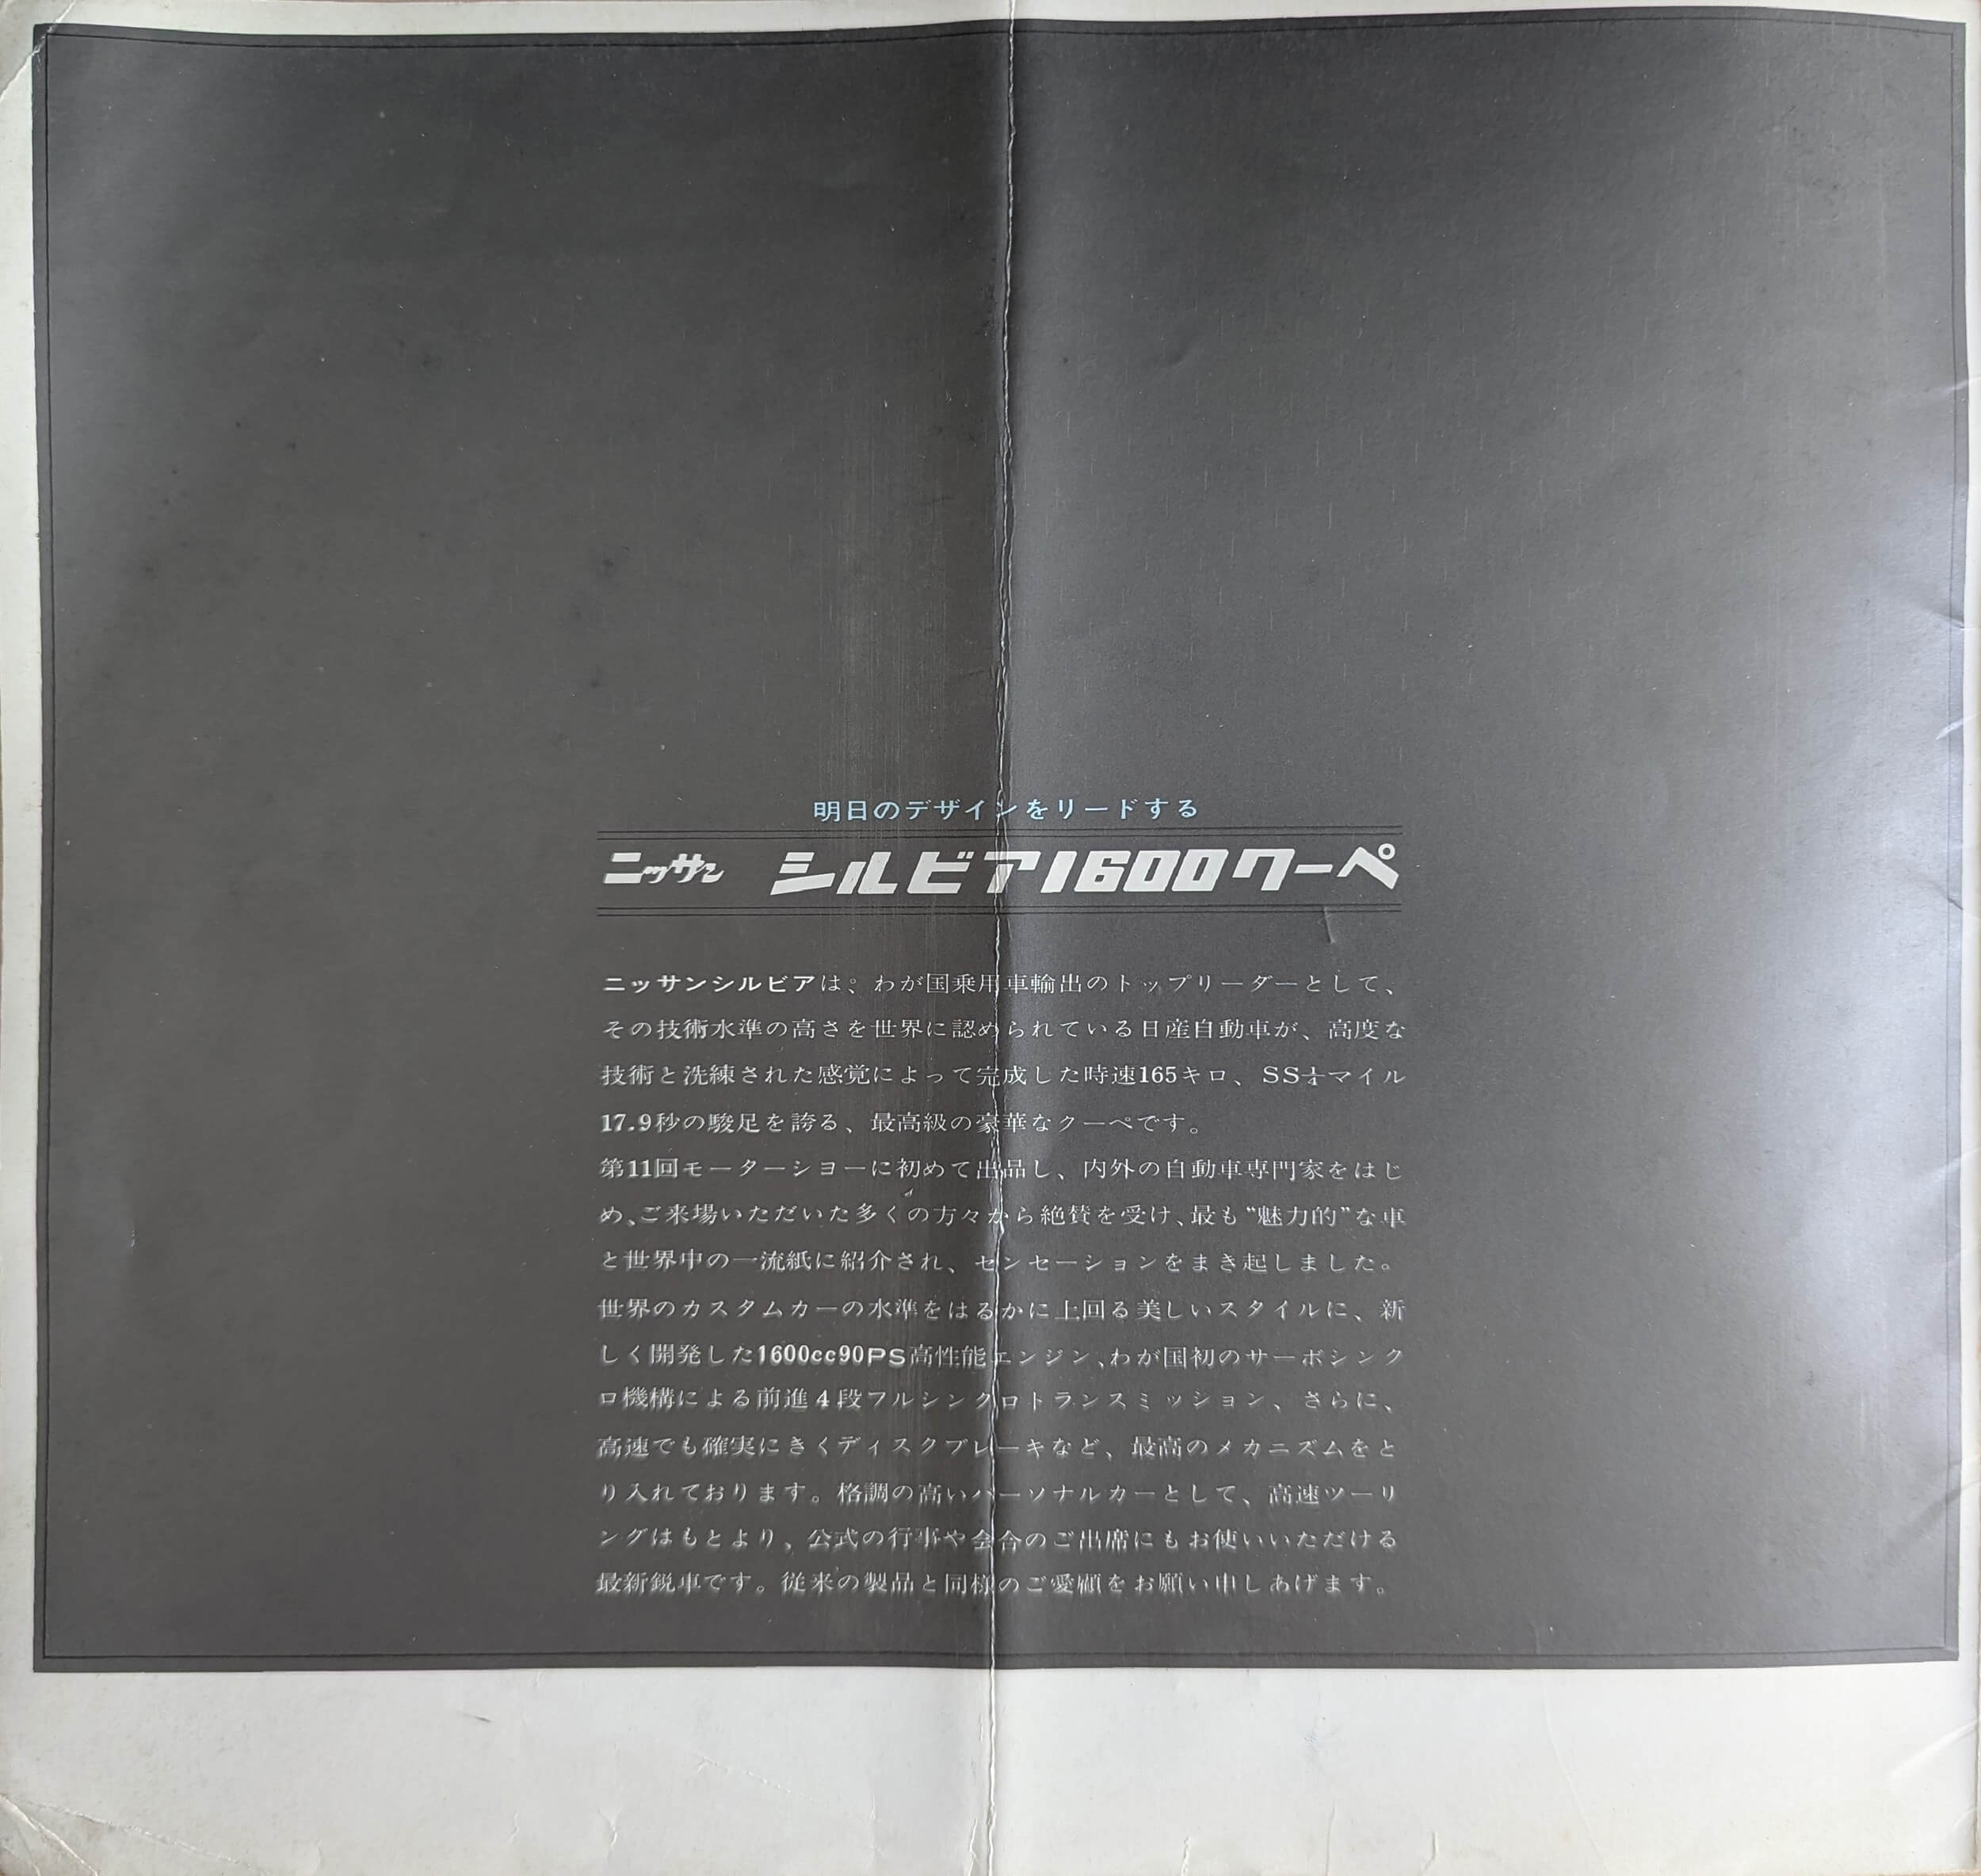 明日のデザインをリードする
ニッサン シルビア1600クーペ
ニッサンシルビアは。わが国乗用車輸出のトップリーダーとして、
その技術水準の高さを世界に認められている日産自動車が、高度な
技術と洗練された感覚によって完成した時速165キロ、SS¼マイル
17.9秒の駿足を誇る、最高級の豪華なクーペです。
第11回モーターショーに初めて出品し、内外の自動車専門家をはじ
め、ご来場いただいた多くの方々から絶賛を受け、最も“魅力的”な車
と世界中の一流紙に紹介され、センセーションをまき起しました。
世界のカスタムカーの水準をはるかに上回る美しいスタイルに、新
しく開発した1600cc90PS高性能エンジン、わが国初のサーボシンク
ロ機構による前進4段フルシンクロトランスミッション、さらに、
高速でも確実にきくディスクブレーキなど、最高のメカニズムをと
り入れております。格調の高いパーソナルカーとして、高速ツーリ
ングはもとより、公式の行事や会合のご出席にもお使いいただける
最新鋭車です。従来の製品と同様のご愛顧をお願い申しあげます。